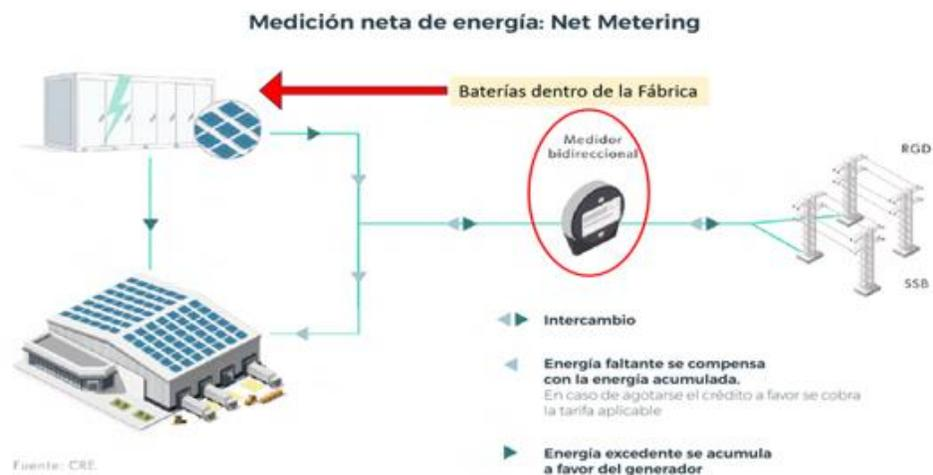 Medición neta de energía: Net Metering
Baterías dentro de la Fábrica
Medidor
bidireccional
RGD
SSB
Intercambio
Energía faltante se compensa
con la energía acumulada.
En caso de agotarse el crédito a favor se cobra
la tarifa aplicable
Energía excedente se acumula
a favor del generador
Fuente: CRE.